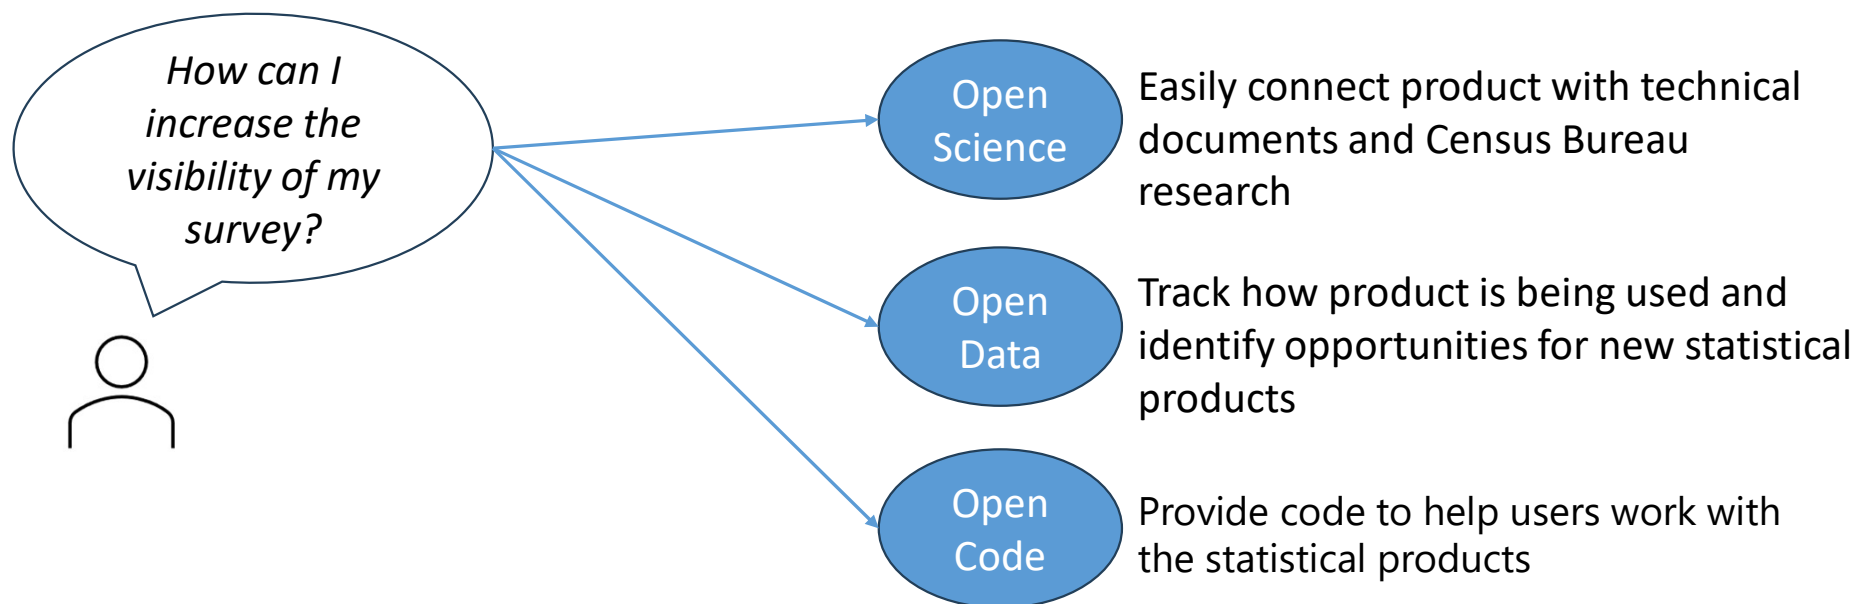 How can I
increase the
visibility of my
survey?
Open
Science
Easily connect product with technical
documents and Census Bureau
research
Open
Data
Track how product is being used and
identify opportunities for new statistical
products
Open
Code
Provide code to help users work with
the statistical products